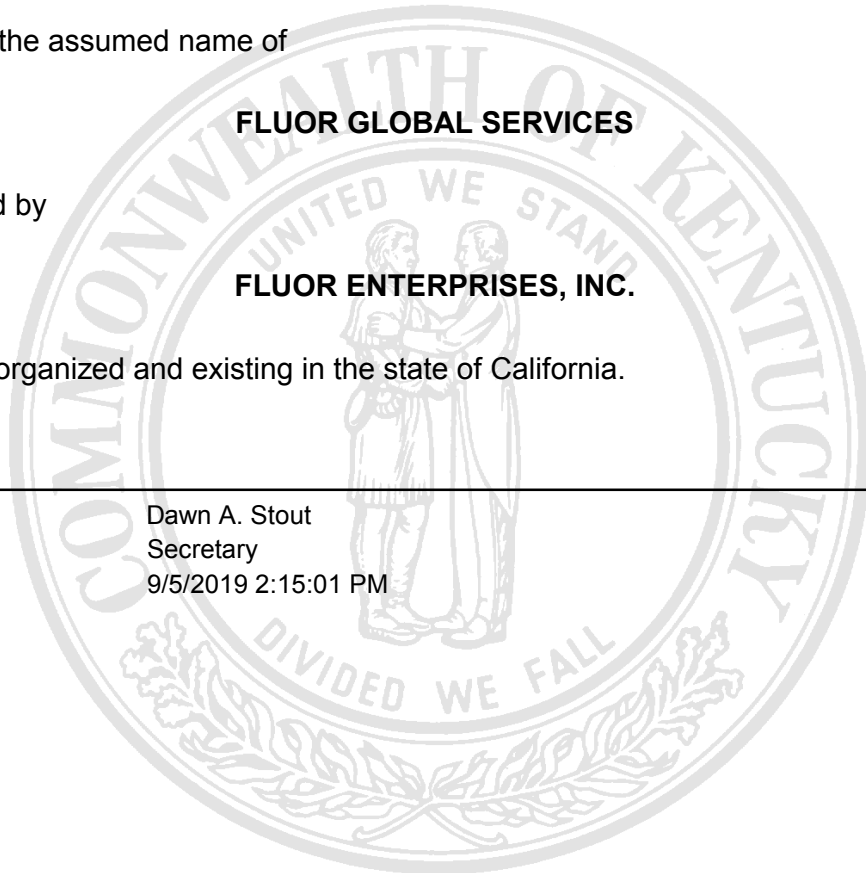 the assumed name of
FLUOR GLOBAL SERVICES
d by
FLUOR ENTERPRISES, INC.
organized and existing in the state of California.
Dawn A. Stout
Secretary
9/5/2019 2:15:01 PM
COMMONWEALTH OF KENTUCKY
UNITED WE STAND
DIVIDED WE FALL